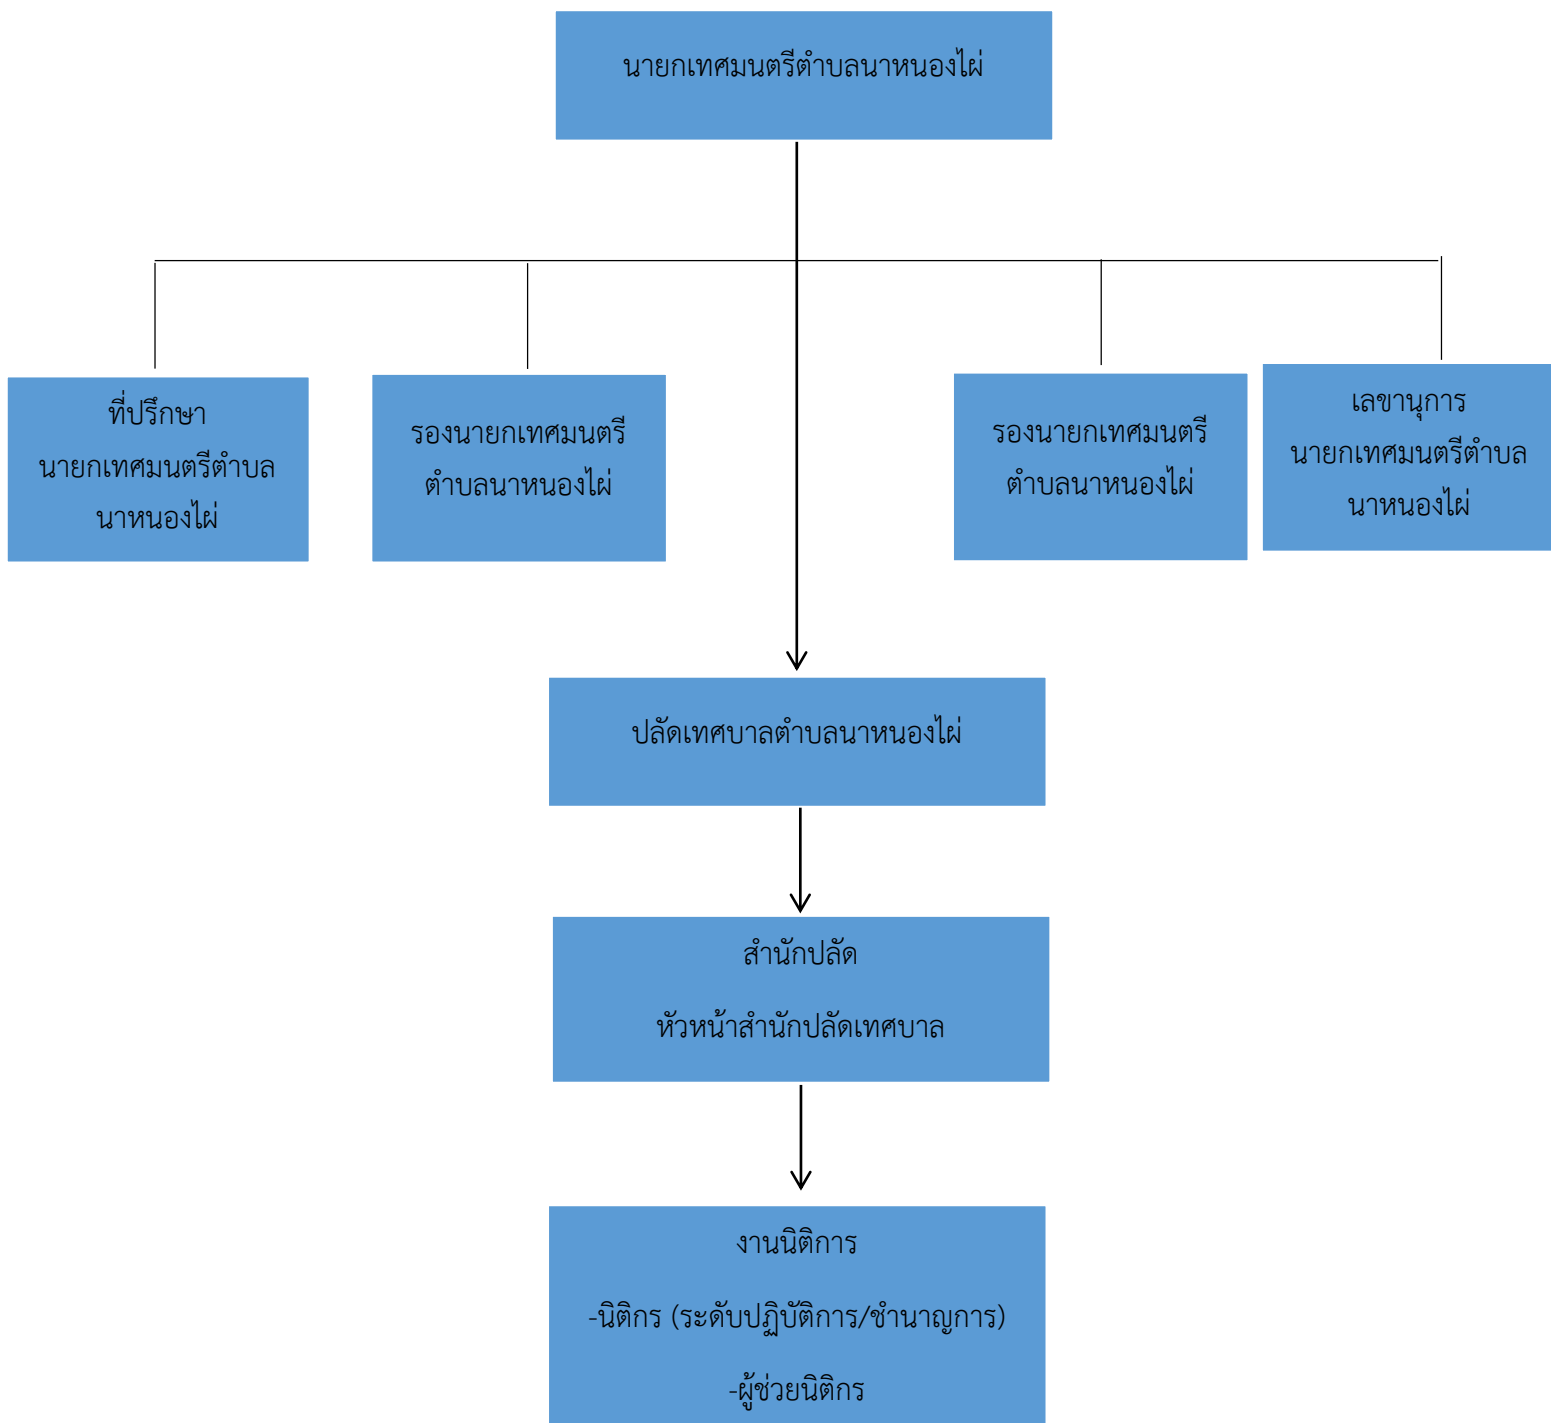 นายกเทศมนตรีตำบลนาหนองไผ่
ที่ปรึกษา
นายกเทศมนตรีตำบล
นาหนองไผ่
รองนายกเทศมนตรี
ตำบลนาหนองไผ่
รองนายกเทศมนตรี
ตำบลนาหนองไผ่
เลขานุการ
นายกเทศมนตรีตำบล
นาหนองไผ่
ปลัดเทศบาลตำบลนาหนองไผ่
สำนักปลัด
หัวหน้าสำนักปลัดเทศบาล
งานนิติการ
-นิติกร (ระดับปฏิบัติการ/ชำนาญการ)
-ผู้ช่วยนิติกร